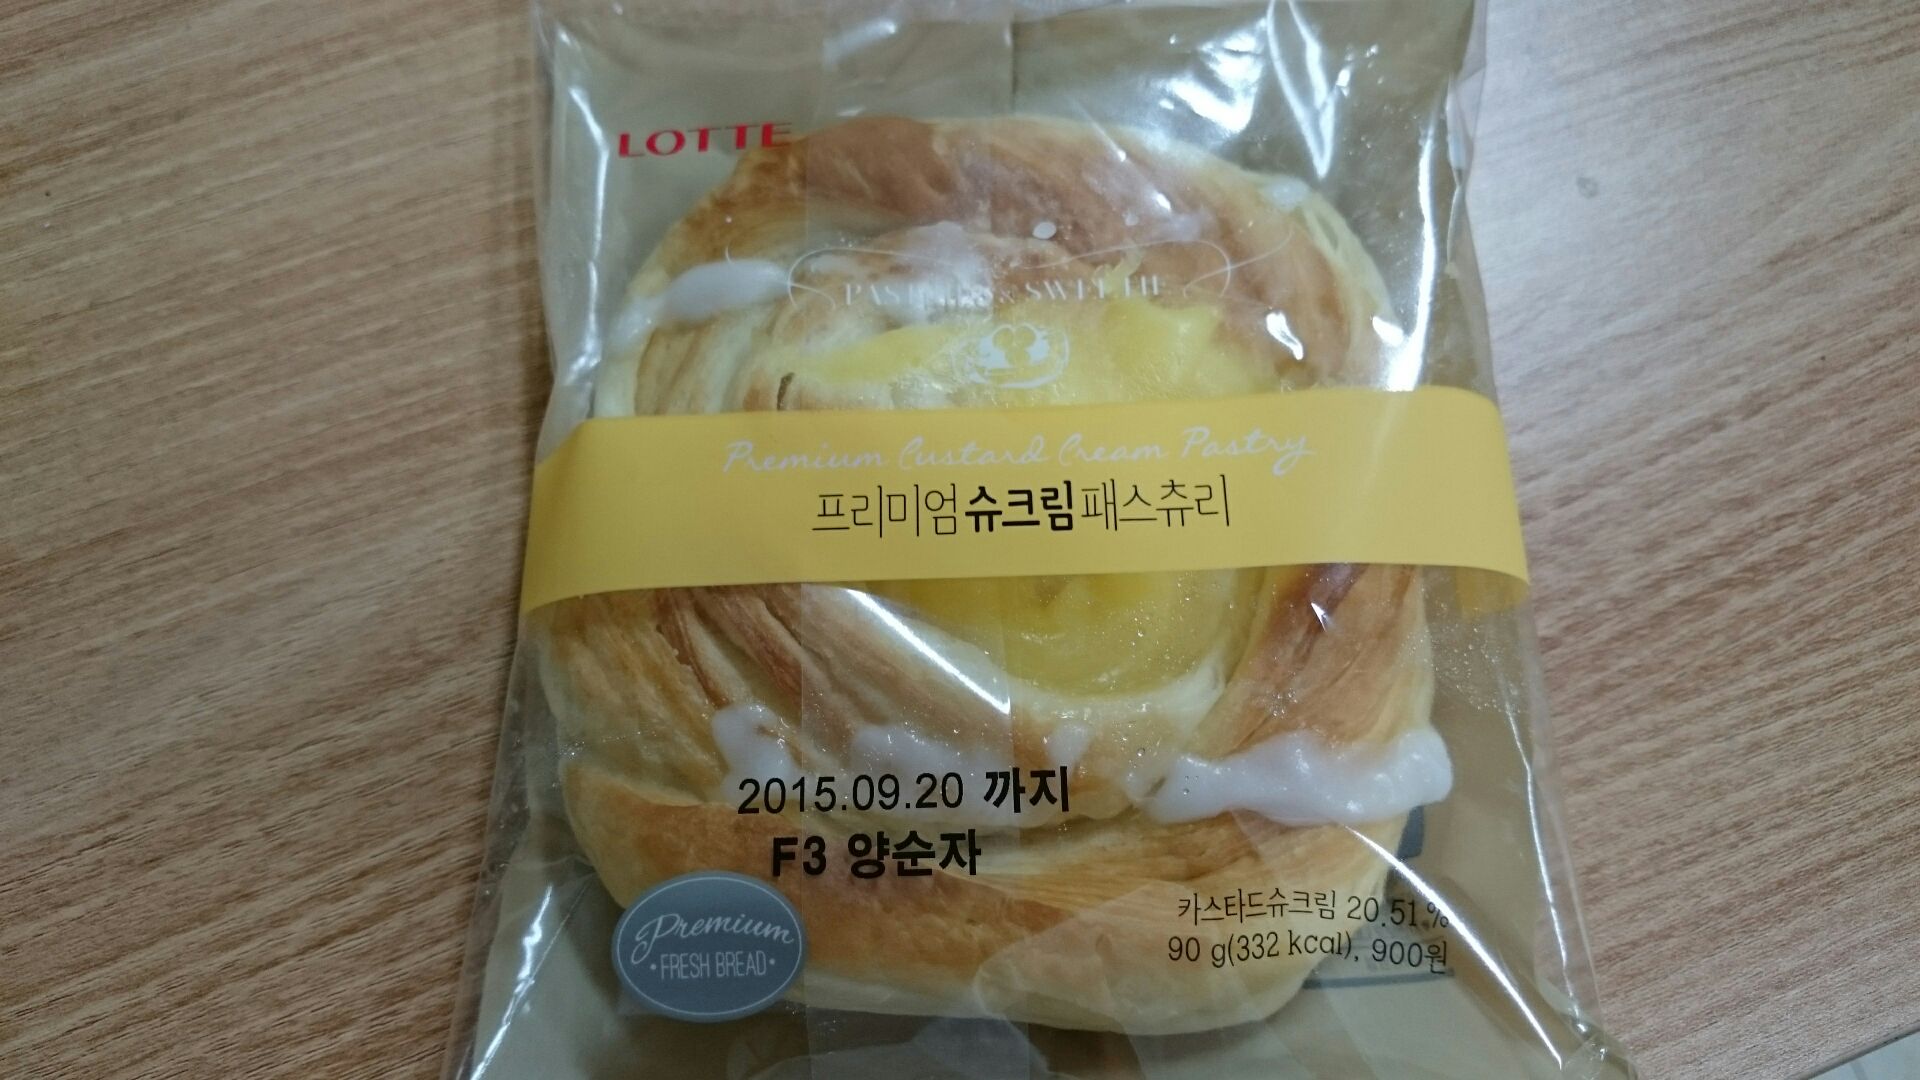 LOTTE
PASTRIES & SWEETIE
Premium Custard Cream Pastry
프리미엄 슈크림 패스츄리
2015.09.20 까지
F3 양순자
Premium
• FRESH BREAD •
카스타드슈크림 20.51%
90 g(332 kcal), 900원